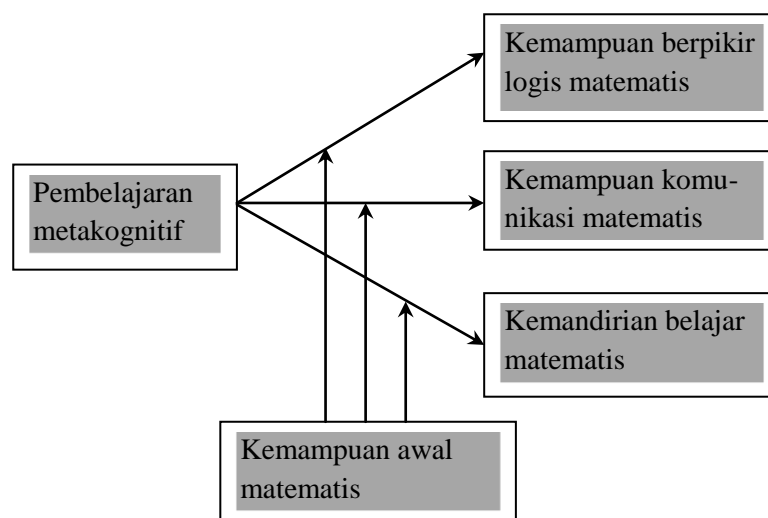 Kemampuan berpikir
logis matematis
Pembelajaran
metakognitif
Kemampuan komu-
nikasi matematis
Kemandirian belajar
matematis
Kemampuan awal
matematis